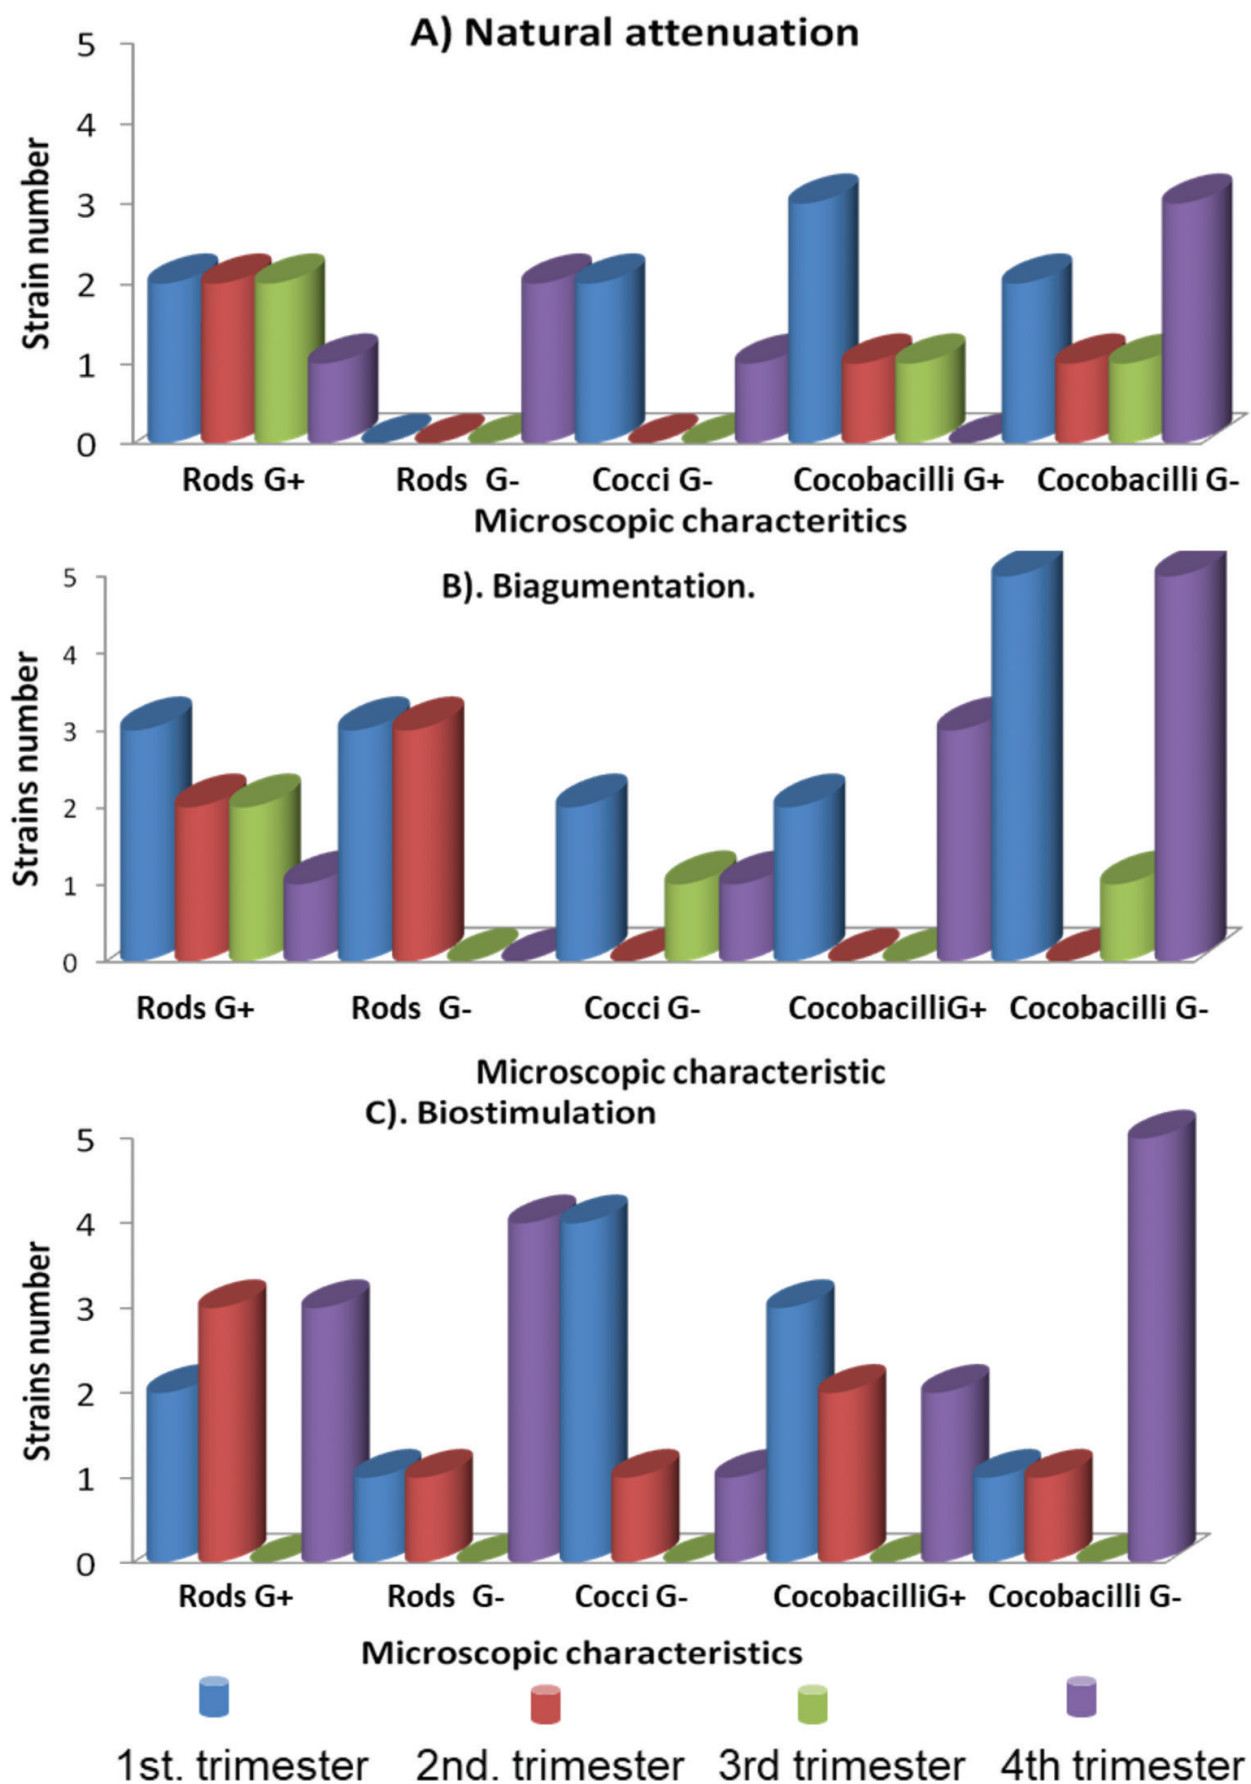 A) Natural attenuation
5
4
3
2
1
0
Strain number
Rods G+ Rods G- Cocci G- Cocobacilli G+ Cocobacilli G-
Microscopic characteritics
B). Biagumentation.
5
4
3
2
1
0
Strains number
Rods G+ Rods G- Cocci G- CocobacilliG+ Cocobacilli G-
Microscopic characteristic
C). Biostimulation
5
4
3
2
1
0
Strains number
Rods G+ Rods G- Cocci G- CocobacilliG+ Cocobacilli G-
Microscopic characteristics
1st. trimester 2nd. trimester 3rd trimester 4th trimester